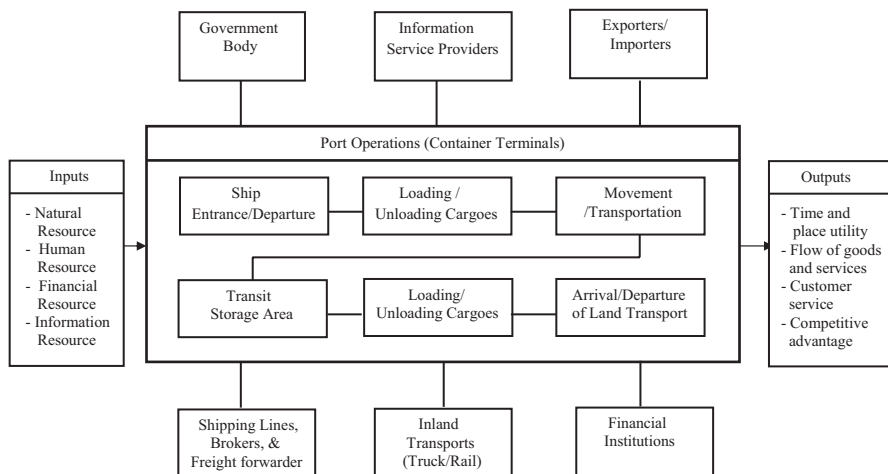 Government
Body
Information
Service Providers
Exporters/
Importers
Port Operations (Container Terminals)
Inputs
- Natural
Resource
- Human
Resource
- Financial
Resource
- Information
Resource
Ship
Entrance/Departure
Loading /
Unloading Cargoes
Movement
/Transportation
Transit
Storage Area
Loading/
Unloading Cargoes
Arrival/Departure
of Land Transport
Outputs
- Time and
place utility
- Flow of goods
and services
- Customer
service
- Competitive
advantage
Shipping Lines,
Brokers, &
Freight forwarder
Inland
Transports
(Truck/Rail)
Financial
Institutions